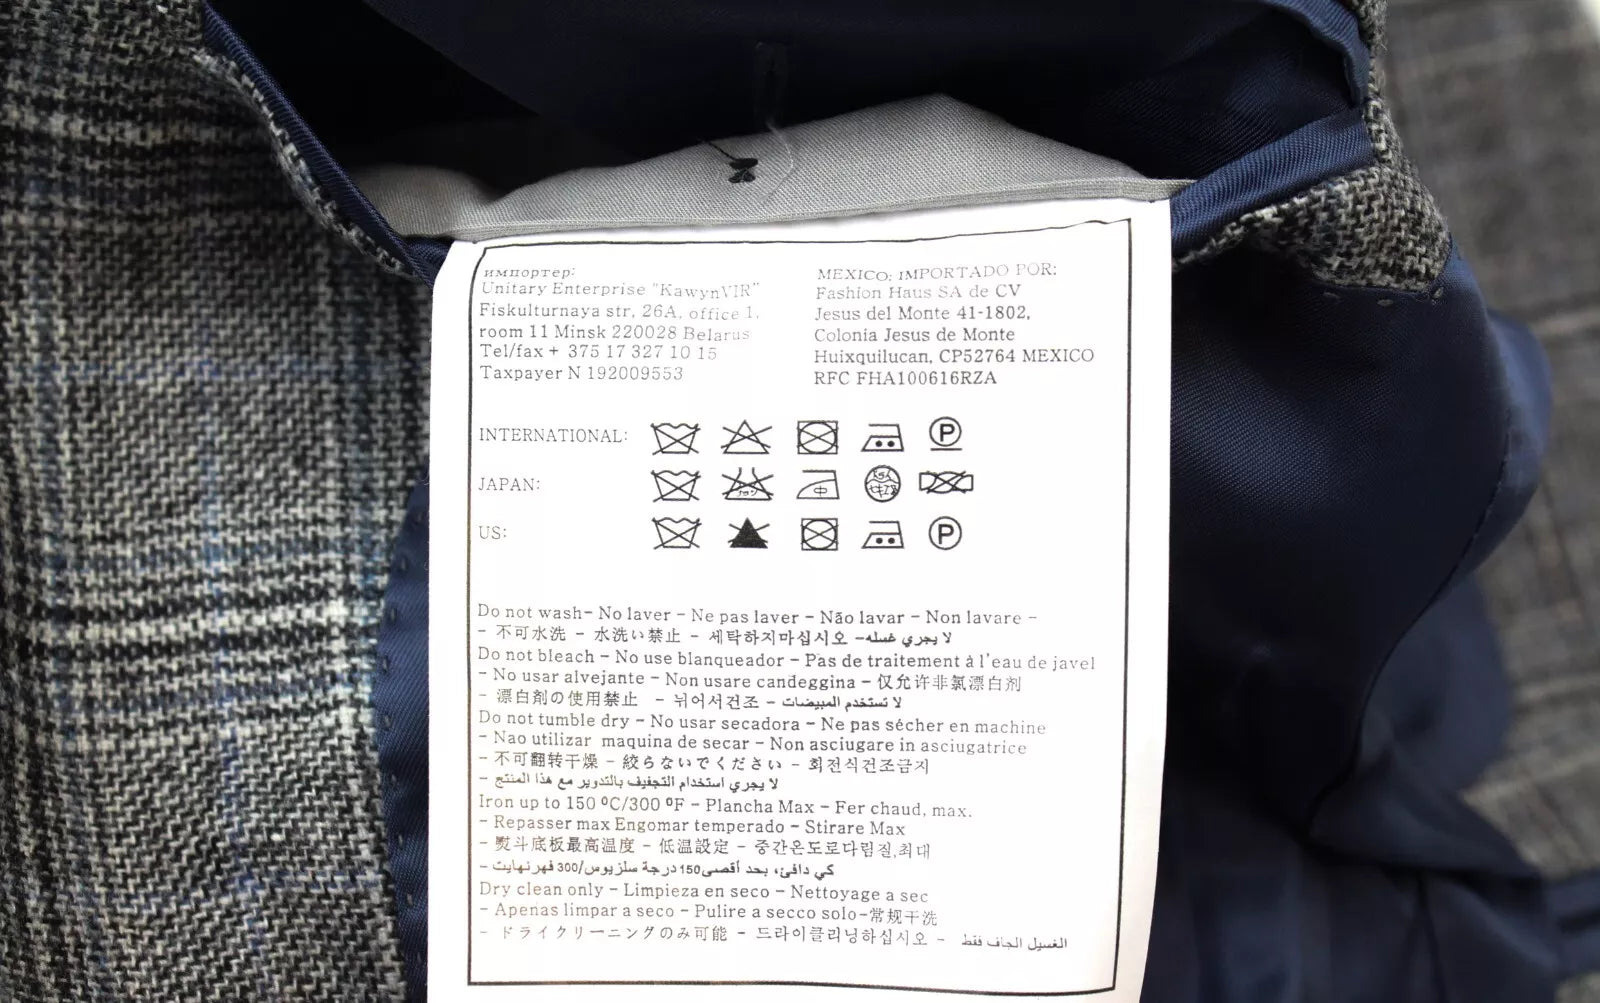 импортер:
Unitary Enterprise "KawynVIR"
Fiskulturnaya str, 26A, office 1,
room 11 Minsk 220028 Belarus
Tel/fax + 375 17 327 10 15
Taxpayer N 192009553
MEXICO: IMPORTADO POR:
Fashion Haus SA de CV
Jesus del Monte 41-1802,
Colonia Jesus de Monte
Huixquilucan, CP52764 MEXICO
RFC FHA100616RZA
INTERNATIONAL: P
JAPAN: 中
US: P
Do not wash- No laver - Ne pas laver - Não lavar - Non lavare -
- 不可水洗 - 水洗い禁止 - 세탁하지마십시오 -لا يجري غسله
Do not bleach - No use blanqueador - Pas de traitement à l'eau de javel
- No usar alvejante - Non usare candeggina - 仅允许非氯漂白剂
- 漂白剤の使用禁止 - 뉘어서건조 - لا تستخدم المبيضات
Do not tumble dry - No usar secadora - Ne pas sécher en machine
- Nao utilizar maquina de secar - Non asciugare in asciugatrice
- 不可翻转干燥 - 絞らないでください - 회전식건조금지
- لا يجري استخدام التجفيف بالتدوير مع هذا المنتج
Iron up to 150 ºC/300 ºF - Plancha Max - Fer chaud, max.
- Repasser max Engomar temperado - Stirare Max
- 熨斗底板最高温度 - 低温設定 - 중간온도로다림질,최대
- كي دافئ، بحد أقصى150 درجة سلزيوس/300 فهرنهايت
Dry clean only - Limpieza en seco - Nettoyage a sec
- Apenas limpar a seco - Pulire a secco solo-常规干洗
- ドライクリーニングのみ可能 - 드라이클리닝하십시오 - الغسيل الجاف فقط